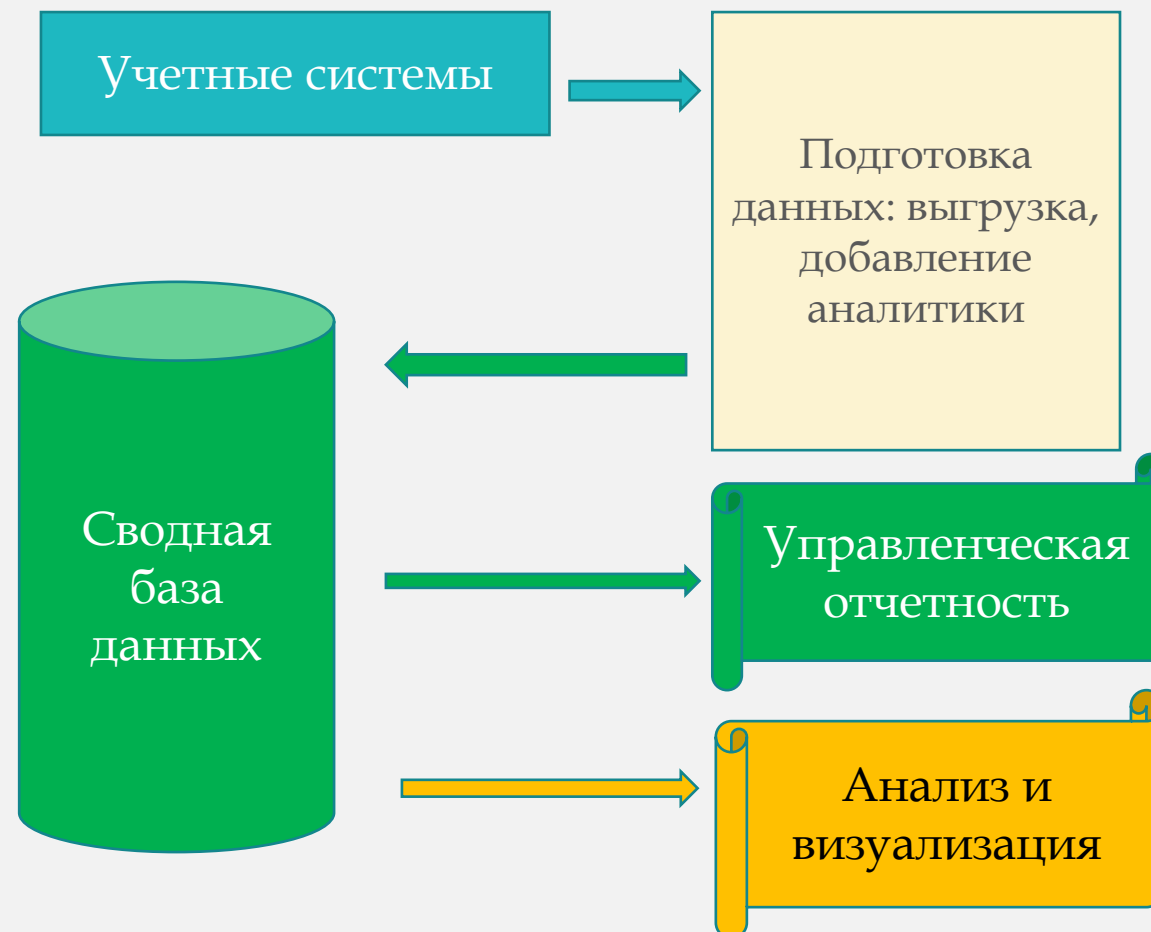 Учетные системы
Подготовка
данных: выгрузка,
добавление
аналитики
Сводная
база
данных
Управленческая
отчетность
Анализ и
визуализация